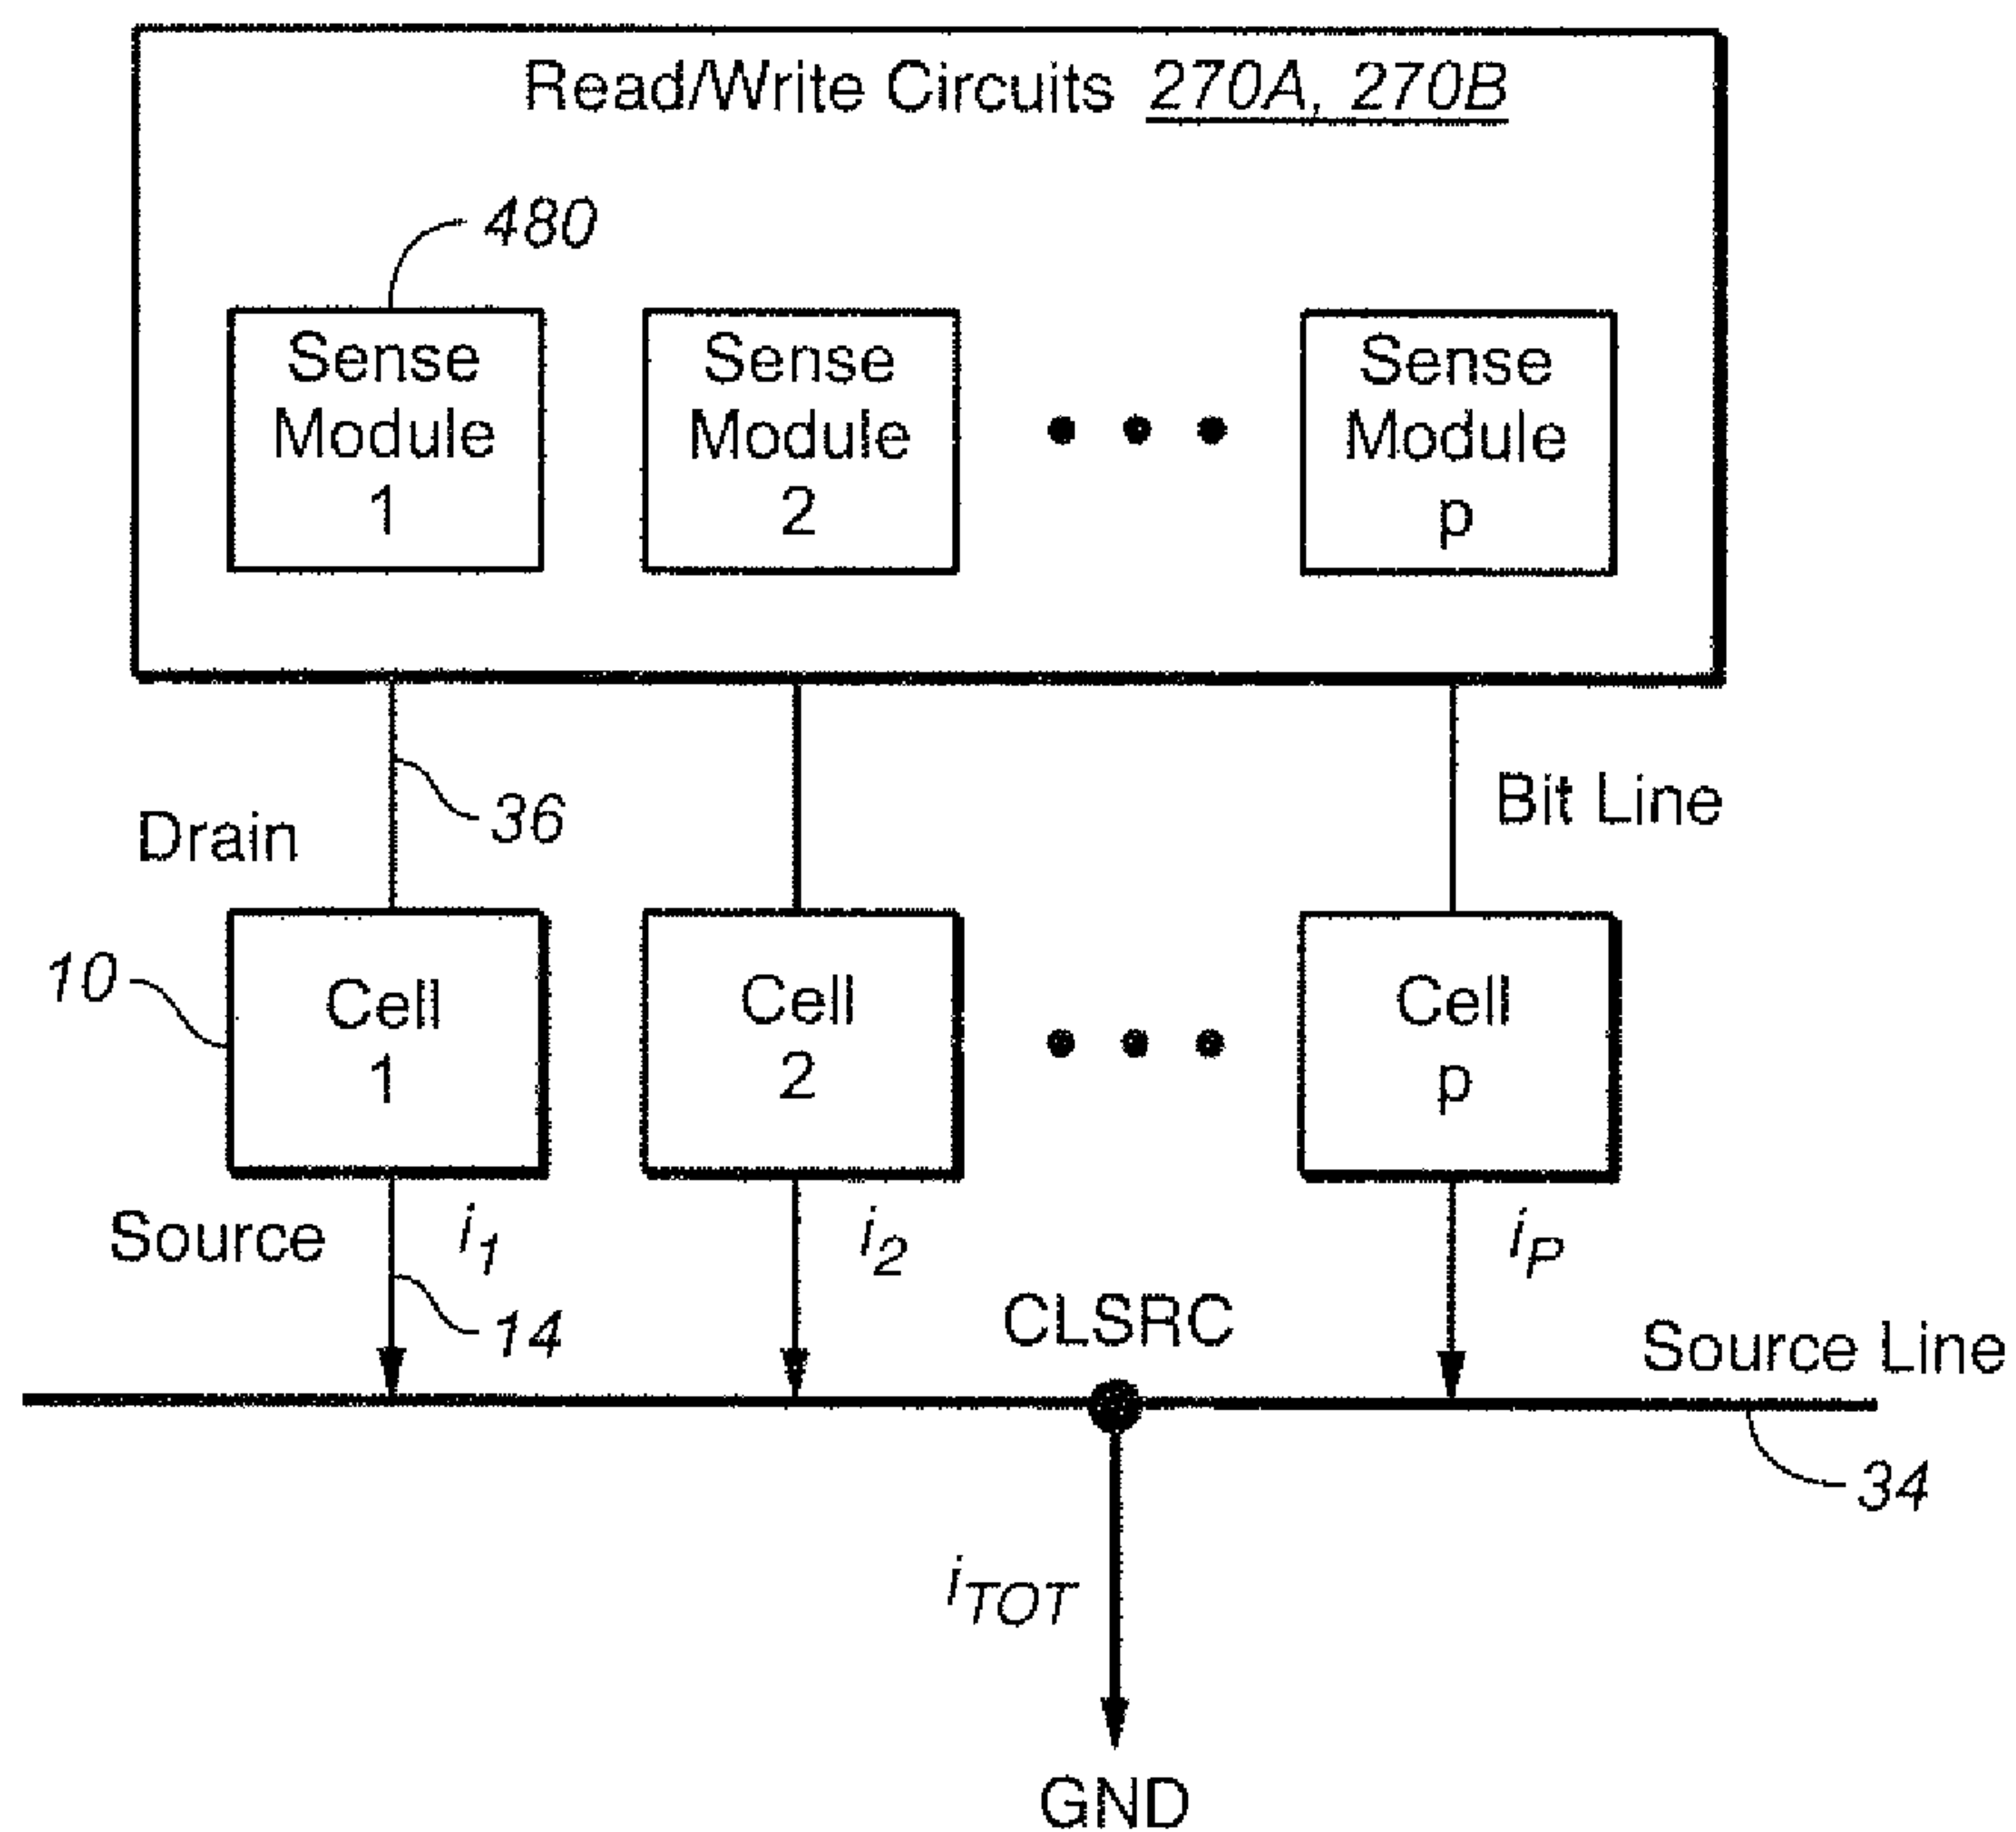 Read/Write Circuits 270A, 270B
480
Sense Module 1
Sense Module 2
Sense Module p
36
Drain
Bit Line
10
Cell 1
Cell 2
Cell p
Source
i1
i2
iP
14
CLSRC
Source Line
34
iTOT
GND